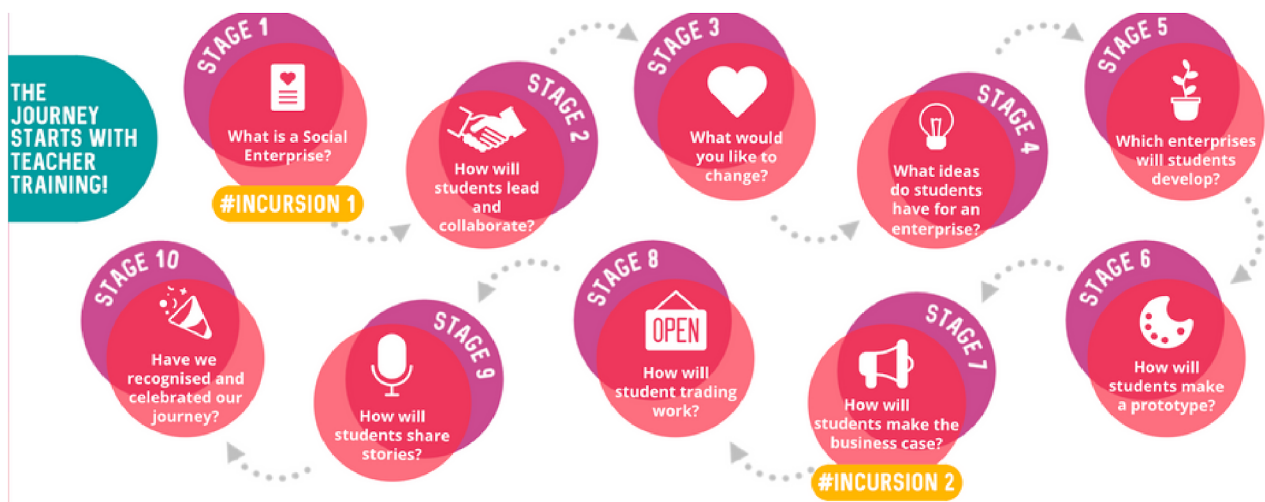 THE
JOURNEY
STARTS WITH
TEACHER
TRAINING!
STAGE 1
What is a Social
Enterprise?
#INCURSION 1
STAGE 2
How will
students lead
and
collaborate?
STAGE 3
What would
you like to
change?
STAGE 4
What ideas
do students
have for an
enterprise?
STAGE 5
Which enterprises
will students
develop?
STAGE 6
How will
students make
a prototype?
STAGE 7
How will
students make the
business case?
#INCURSION 2
STAGE 8
OPEN
How will
student trading
work?
STAGE 9
How will
students share
stories?
STAGE 10
Have we
recognised and
celebrated our
journey?